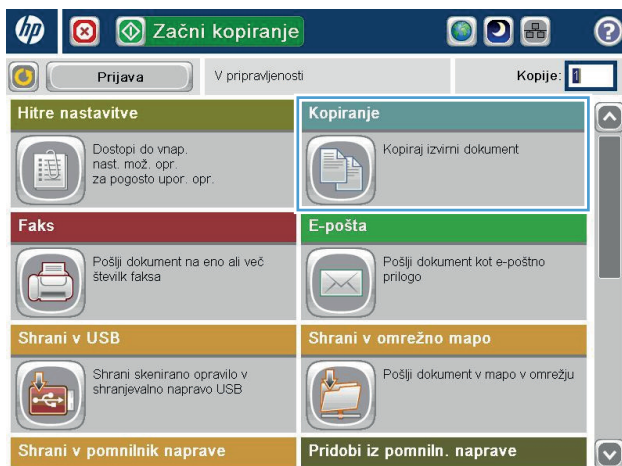 hp
Začni kopiranje
?
Prijava
V pripravljenosti
Kopije: 1
Hitre nastavitve
Dostopi do vnap.
nast. mož. opr.
za pogosto upor. opr.
Kopiranje
Kopiraj izvirni dokument
Faks
Pošlji dokument na eno ali več
številk faksa
E-pošta
Pošlji dokument kot e-poštno
prilogo
Shrani v USB
Shrani skenirano opravilo v
shranjevalno napravo USB
Shrani v omrežno mapo
Pošlji dokument v mapo v omrežju
Shrani v pomnilnik naprave
Pridobi iz pomniln. naprave